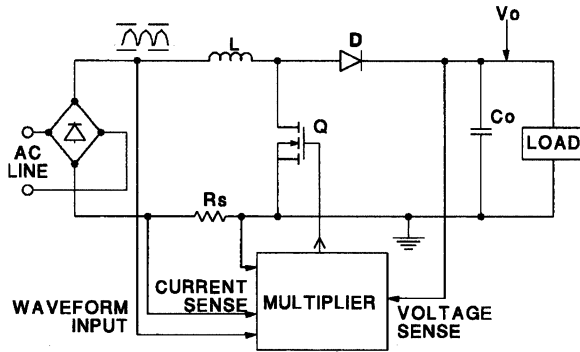 Vo
L
D
Q
Co
LOAD
AC
LINE
Rs
CURRENT
SENSE
MULTIPLIER
WAVEFORM
INPUT
VOLTAGE
SENSE